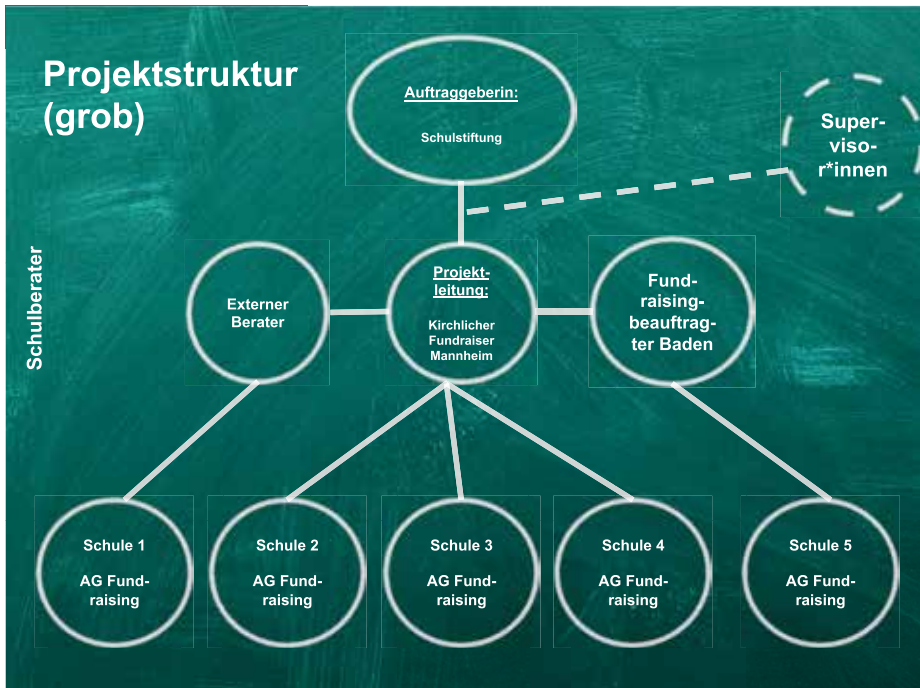 Projektstruktur
(grob)
Auftraggeberin:
Schulstiftung
Super-
viso-
r*innen
Schulberater
Externer
Berater
Projekt-
leitung:
Kirchlicher
Fundraiser
Mannheim
Fund-
raising-
beauftrag-
ter Baden
Schule 1
AG Fund-
raising
Schule 2
AG Fund-
raising
Schule 3
AG Fund-
raising
Schule 4
AG Fund-
raising
Schule 5
AG Fund-
raising